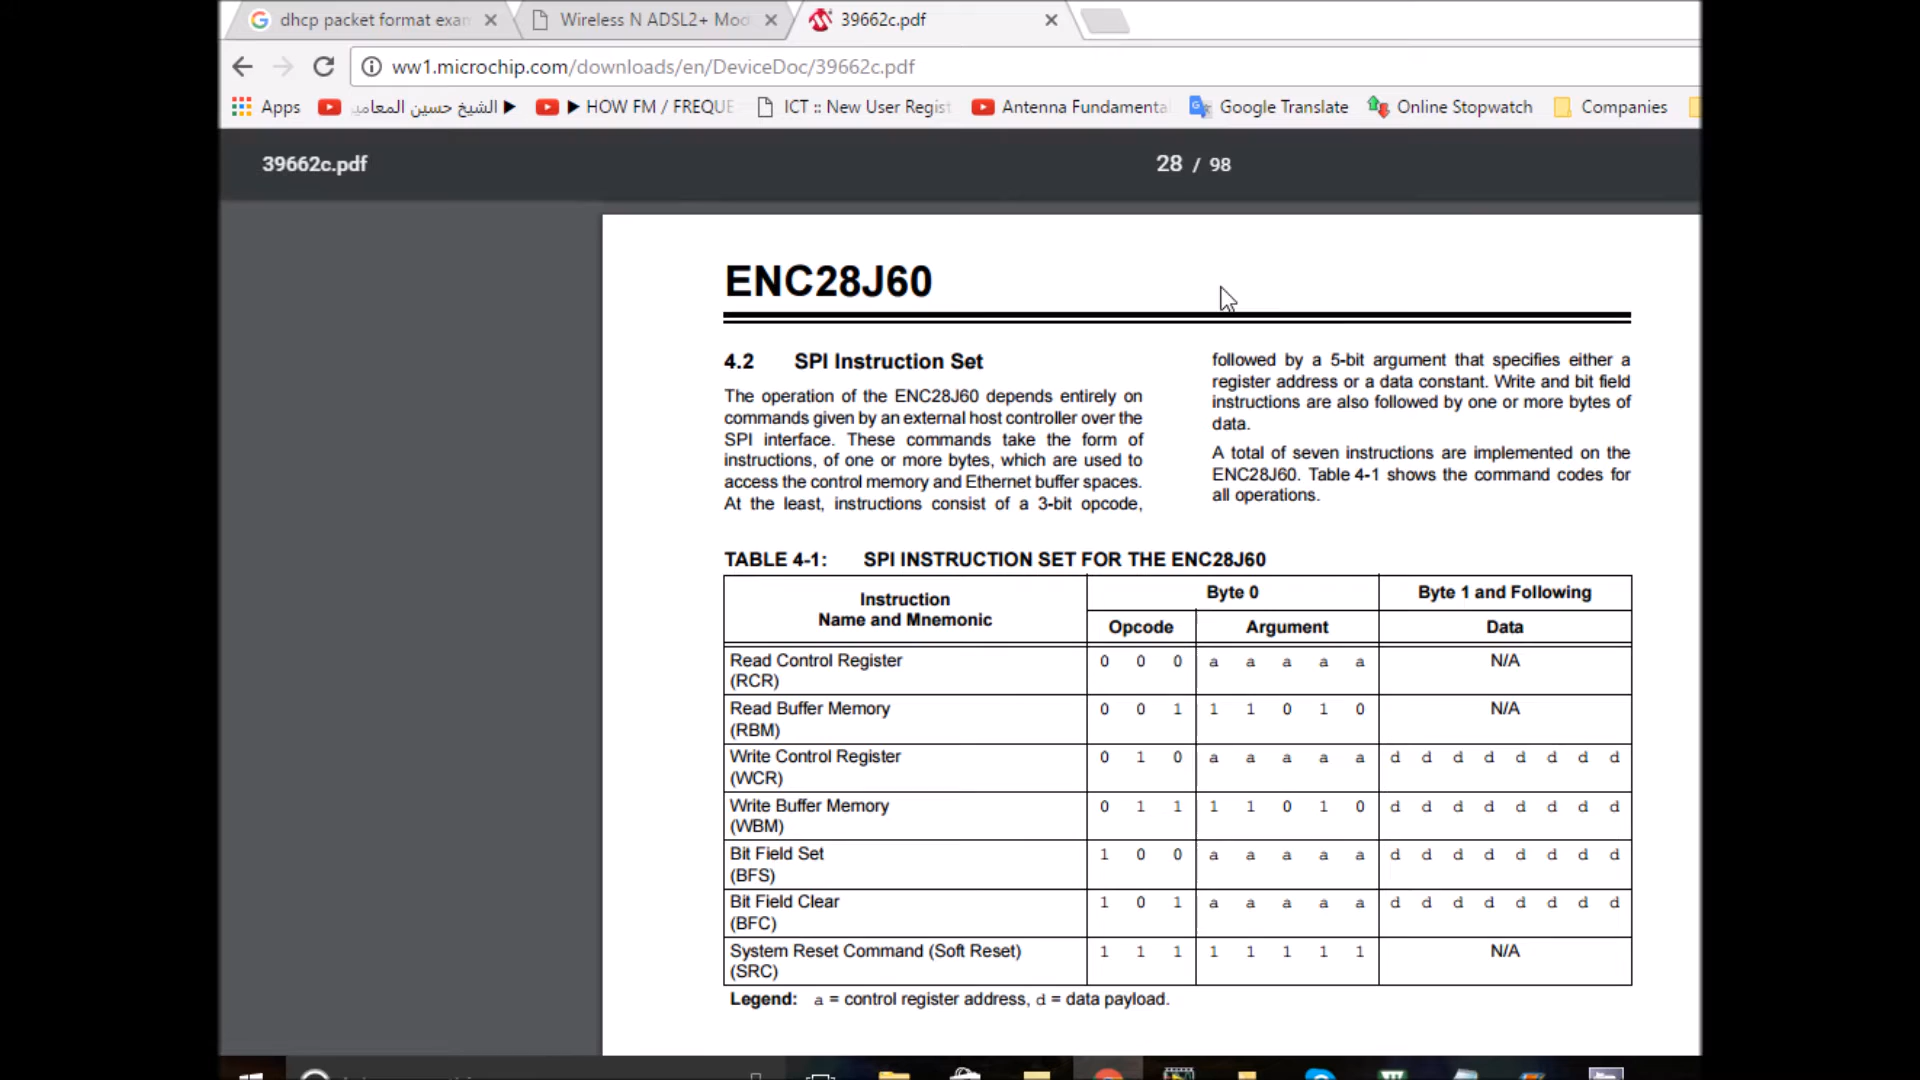 dhcp packet format exam
Wireless N ADSL2+ Mod
39662c.pdf
ww1.microchip.com/downloads/en/DeviceDoc/39662c.pdf
Apps
الشيخ حسين المعامير
HOW FM / FREQUE
ICT :: New User Regist
Antenna Fundamenta
Google Translate
Online Stopwatch
Companies
39662c.pdf
28 / 98
ENC28J60
4.2 SPI Instruction Set
The operation of the ENC28J60 depends entirely on
commands given by an external host controller over the
SPI interface. These commands take the form of
instructions, of one or more bytes, which are used to
access the control memory and Ethernet buffer spaces.
At the least, instructions consist of a 3-bit opcode,
followed by a 5-bit argument that specifies either a
register address or a data constant. Write and bit field
instructions are also followed by one or more bytes of
data.
A total of seven instructions are implemented on the
ENC28J60. Table 4-1 shows the command codes for
all operations.
TABLE 4-1: SPI INSTRUCTION SET FOR THE ENC28J60
Instruction
Name and Mnemonic
Byte 0
Byte 1 and Following
Opcode
Argument
Data
Read Control Register
(RCR)
0 0 0 a a a a a N/A
Read Buffer Memory
(RBM)
0 0 1 1 1 0 1 0 N/A
Write Control Register
(WCR)
0 1 0 a a a a a d d d d d d d d
Write Buffer Memory
(WBM)
0 1 1 1 1 0 1 0 d d d d d d d d
Bit Field Set
(BFS)
1 0 0 a a a a a d d d d d d d d
Bit Field Clear
(BFC)
1 0 1 a a a a a d d d d d d d d
System Reset Command (Soft Reset)
(SRC)
1 1 1 1 1 1 1 1 N/A
Legend: a = control register address, d = data payload.